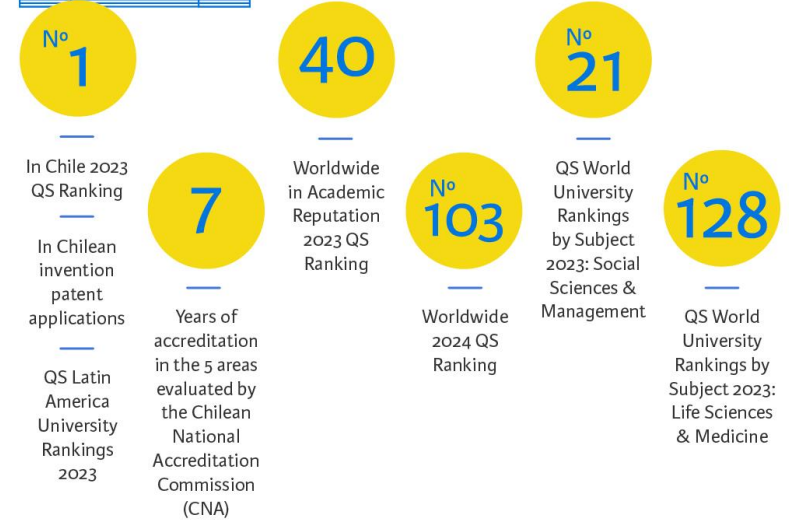 Nº
1
In Chile 2023
QS Ranking
In Chilean
invention
patent
applications
QS Latin
America
University
Rankings
2023
7
Years of
accreditation
in the 5 areas
evaluated by
the Chilean
National
Accreditation
Commission
(CNA)
40
Worldwide
in Academic
Reputation
2023 QS
Ranking
Nº
103
Worldwide
2024 QS
Ranking
Nº
21
QS World
University
Rankings
by Subject
2023: Social
Sciences &
Management
Nº
128
QS World
University
Rankings by
Subject 2023:
Life Sciences
& Medicine